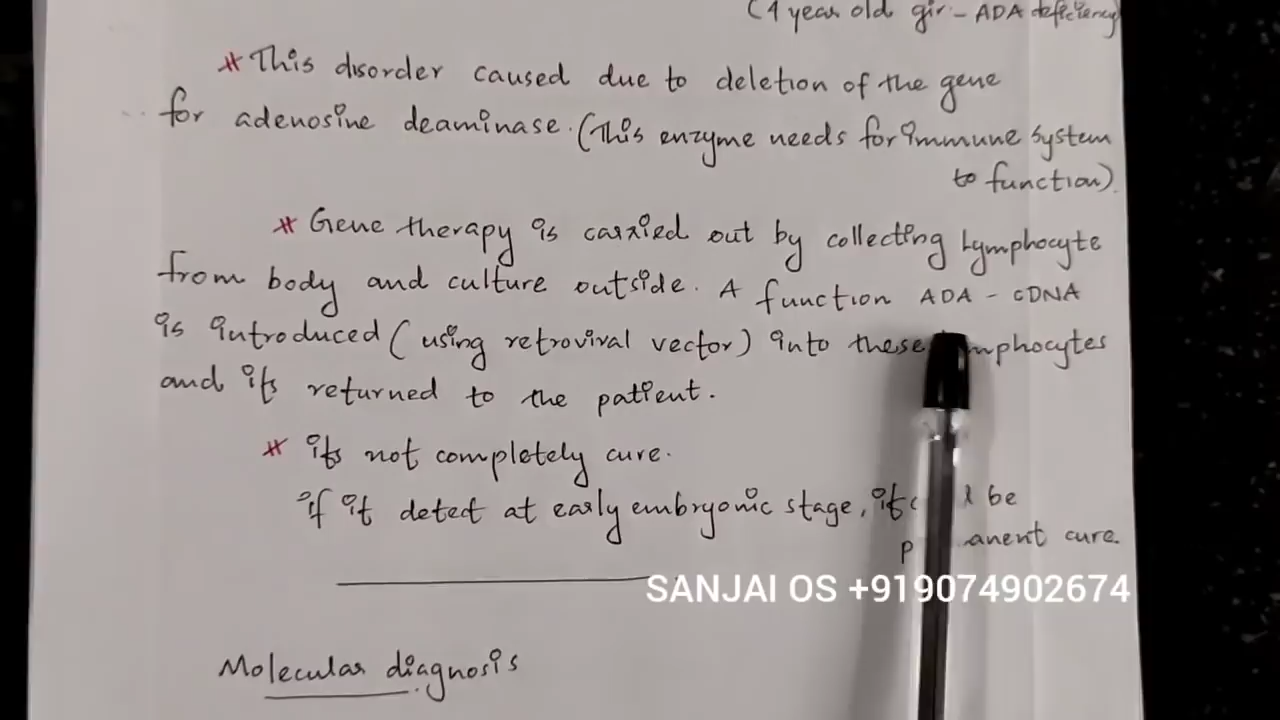 (4 year old gir- ADA deficiency
* This disorder caused due to deletion of the gene
for adenosine deaminase. (This enzyme needs for immune system
to function).
* Gene therapy is carried out by collecting Lymphocyte
from body and culture outside. A function ADA - cDNA
is introduced (using retroviral vector) into these mphocytes
and its returned to the patient.
* its not completely cure.
if it detect at early embryonic stage, it be
anent cure.
SANJAI OS +919074902674
Molecular diagnosis